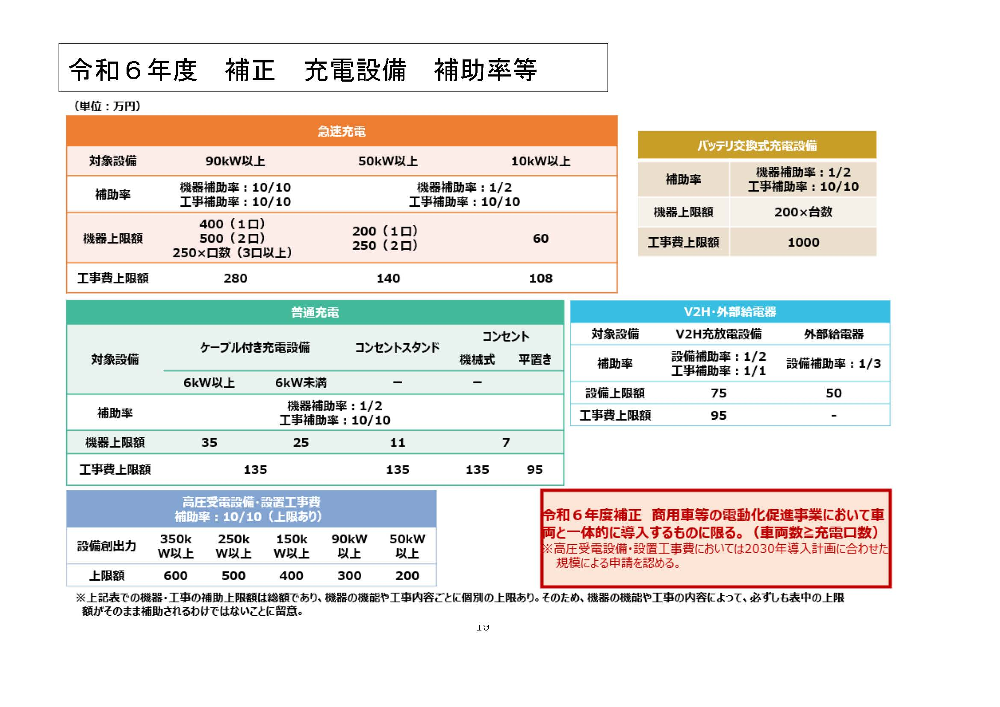 令和６年度　補正　充電設備　補助率等
（単位：万円）
急速充電
対象設備 90kW以上 50kW以上 10kW以上
補助率 機器補助率：10/10 工事補助率：10/10 機器補助率：1/2 工事補助率：10/10
機器上限額 400（1口） 500（2口） 250×口数（3口以上） 200（1口） 250（2口） 60
工事費上限額 280 140 108
バッテリ交換式充電設備
補助率 機器補助率：1/2 工事補助率：10/10
機器上限額 200×台数
工事費上限額 1000
普通充電
対象設備 ケーブル付き充電設備 コンセントスタンド コンセント
機械式 平置き
6kW以上 6kW未満 － －
補助率 機器補助率：1/2 工事補助率：10/10
機器上限額 35 25 11 7
工事費上限額 135 135 135 95
V2H･外部給電器
対象設備 V2H充放電設備 外部給電器
補助率 設備補助率：1/2 工事補助率：1/1 設備補助率：1/3
設備上限額 75 50
工事費上限額 95 -
高圧受電設備･設置工事費
補助率：10/10（上限あり）
設備創出力 350kW以上 250kW以上 150kW以上 90kW以上 50kW以上
上限額 600 500 400 300 200
令和６年度補正 商用車等の電動化促進事業において車
両と一体的に導入するものに限る。（車両数≧充電口数）
※高圧受電設備･設置工事費においては2030年導入計画に合わせた
規模による申請を認める。
※上記表での機器･工事の補助上限額は総額であり､機器の機能や工事内容ごとに個別の上限あり｡そのため､機器の機能や工事の内容によって､必ずしも表中の上限
額がそのまま補助されるわけではないことに留意｡
19